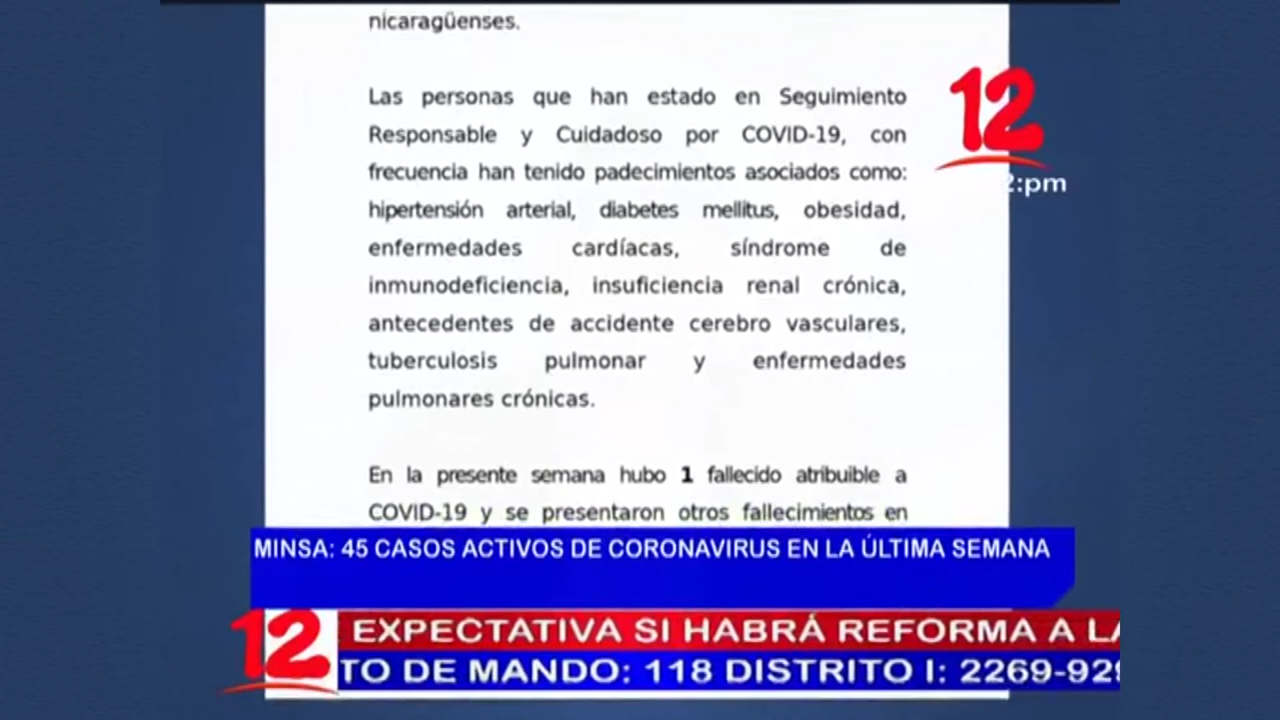 nicaragüenses.
Las personas que han estado en Seguimiento
Responsable y Cuidadoso por COVID-19, con
frecuencia han tenido padecimientos asociados como:
hipertensión arterial, diabetes mellitus, obesidad,
enfermedades cardíacas, síndrome de
inmunodeficiencia, insuficiencia renal crónica,
antecedentes de accidente cerebro vasculares,
tuberculosis pulmonar y enfermedades
pulmonares crónicas.
En la presente semana hubo 1 fallecido atribuible a
COVID-19 y se presentaron otros fallecimientos en
12
2:pm
MINSA: 45 CASOS ACTIVOS DE CORONAVIRUS EN LA ÚLTIMA SEMANA
12
EXPECTATIVA SI HABRÁ REFORMA A LA
TO DE MANDO: 118 DISTRITO I: 2269-929